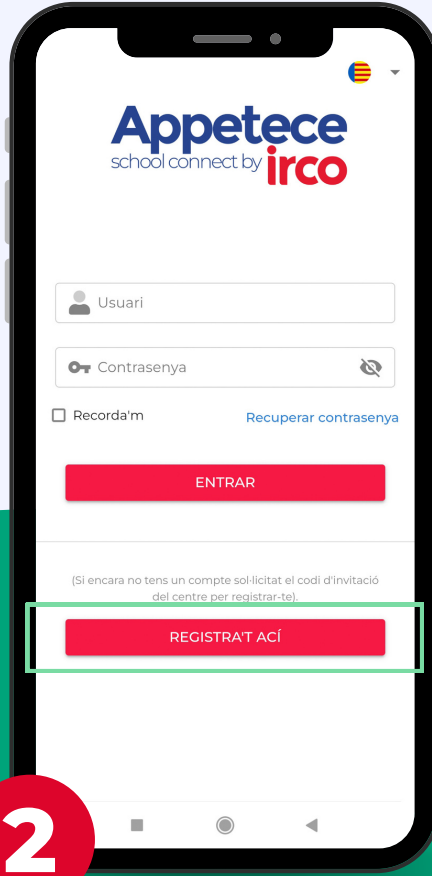 Appetece
school connect by irco
Usuari
Contrasenya
Recorda'm
Recuperar contrasenya
ENTRAR
(Si encara no tens un compte sol·licitat el codi d'invitació
del centre per registrar-te).
REGISTRA'T ACÍ
2